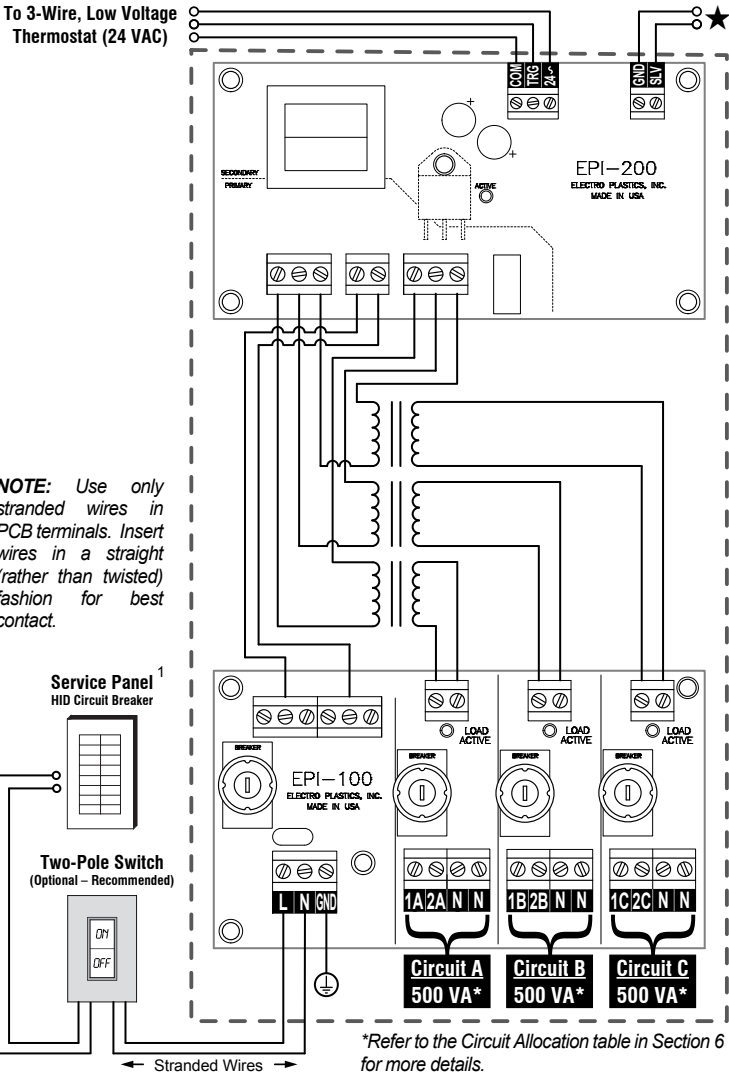 To 3-Wire, Low Voltage
Thermostat (24 VAC)
★
COM
TRG
24~
GND
SLV
SECONDARY
PRIMARY
ACTIVE
+
+
EPI-200
ELECTRO PLASTICS, INC.
MADE IN USA
NOTE: Use only
stranded wires in
PCB terminals. Insert
wires in a straight
(rather than twisted)
fashion for best
contact.
Service Panel 1
HID Circuit Breaker
BREAKER
EPI-100
ELECTRO PLASTICS, INC.
MADE IN USA
LOAD
ACTIVE
BREAKER
LOAD
ACTIVE
BREAKER
LOAD
ACTIVE
BREAKER
Two-Pole Switch
(Optional – Recommended)
ON
OFF
L N GND
1A 2A N N
1B 2B N N
1C 2C N N
Circuit A
500 VA*
Circuit B
500 VA*
Circuit C
500 VA*
Stranded Wires
*Refer to the Circuit Allocation table in Section 6
for more details.